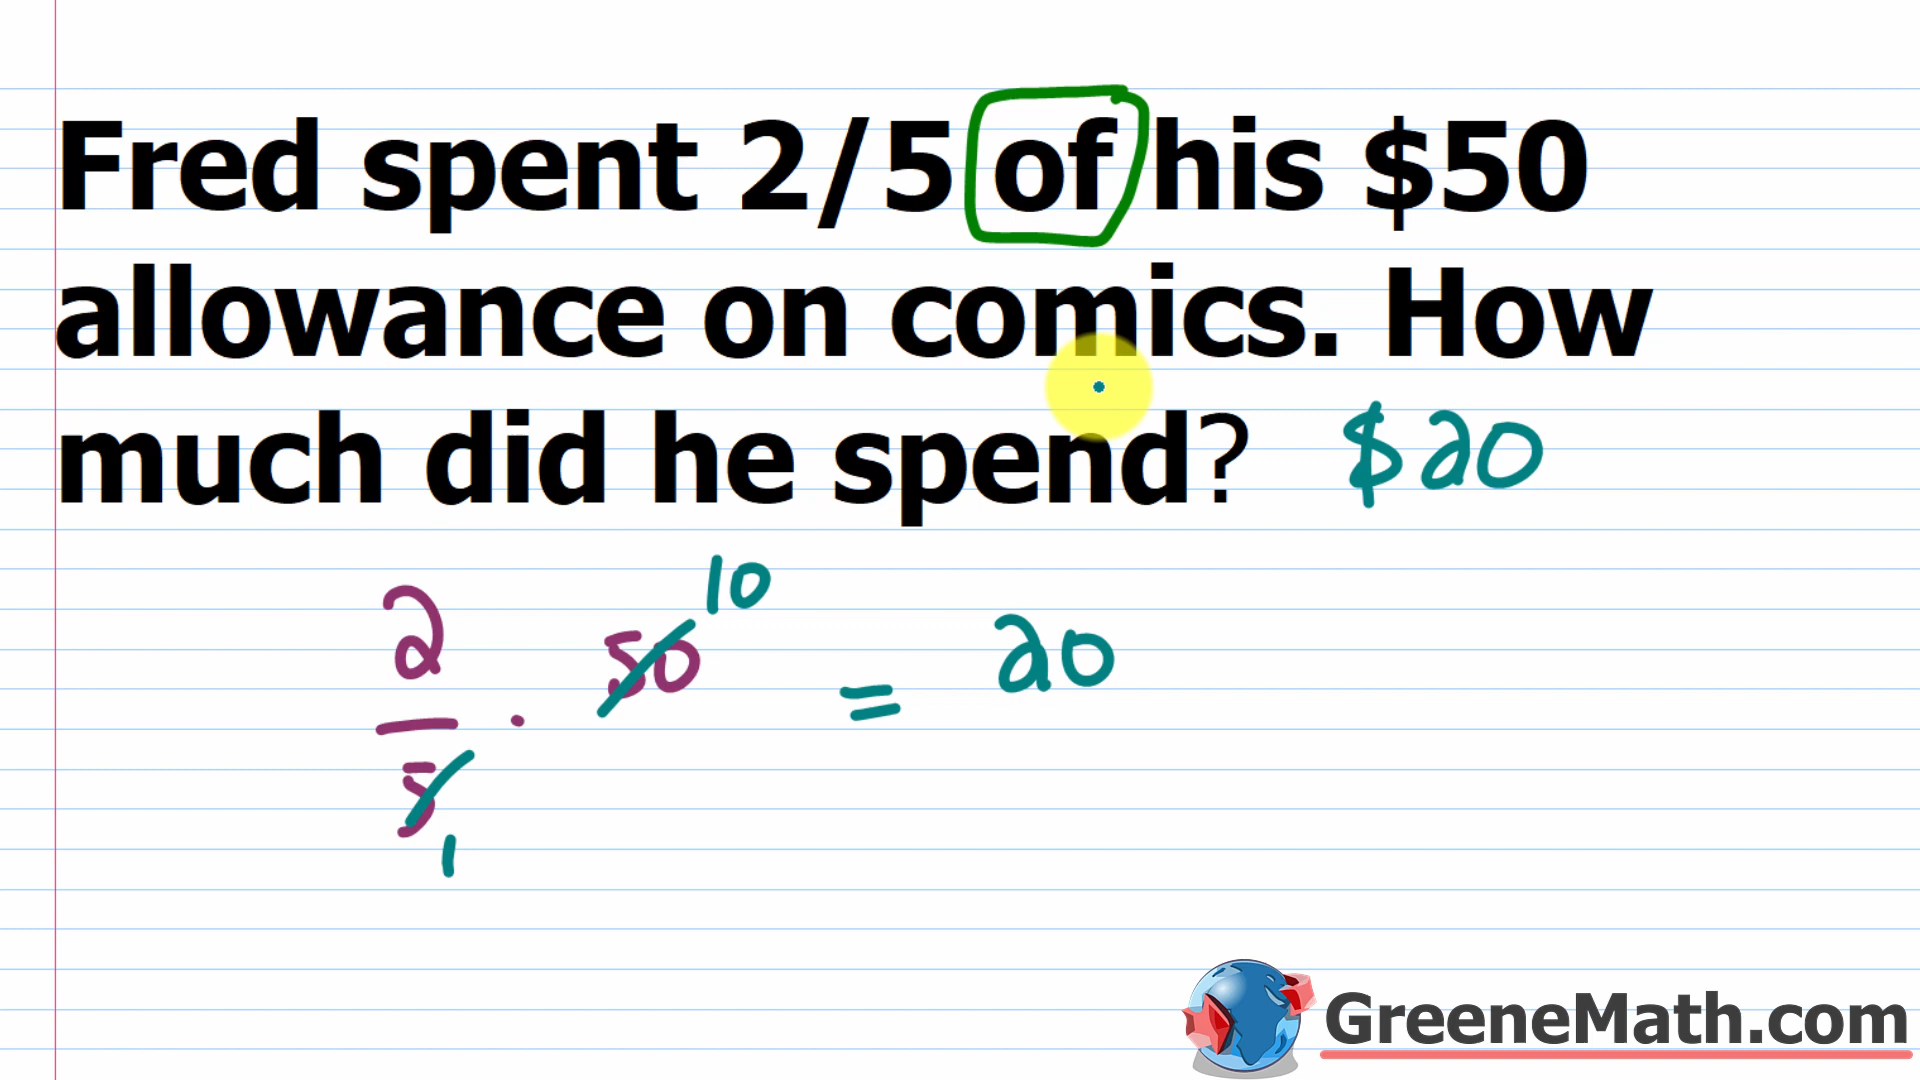 Fred spent 2/5 of his $50
allowance on comics. How
much did he spend? $20
10
2
50
= 20
.
5
1
GreeneMath.com